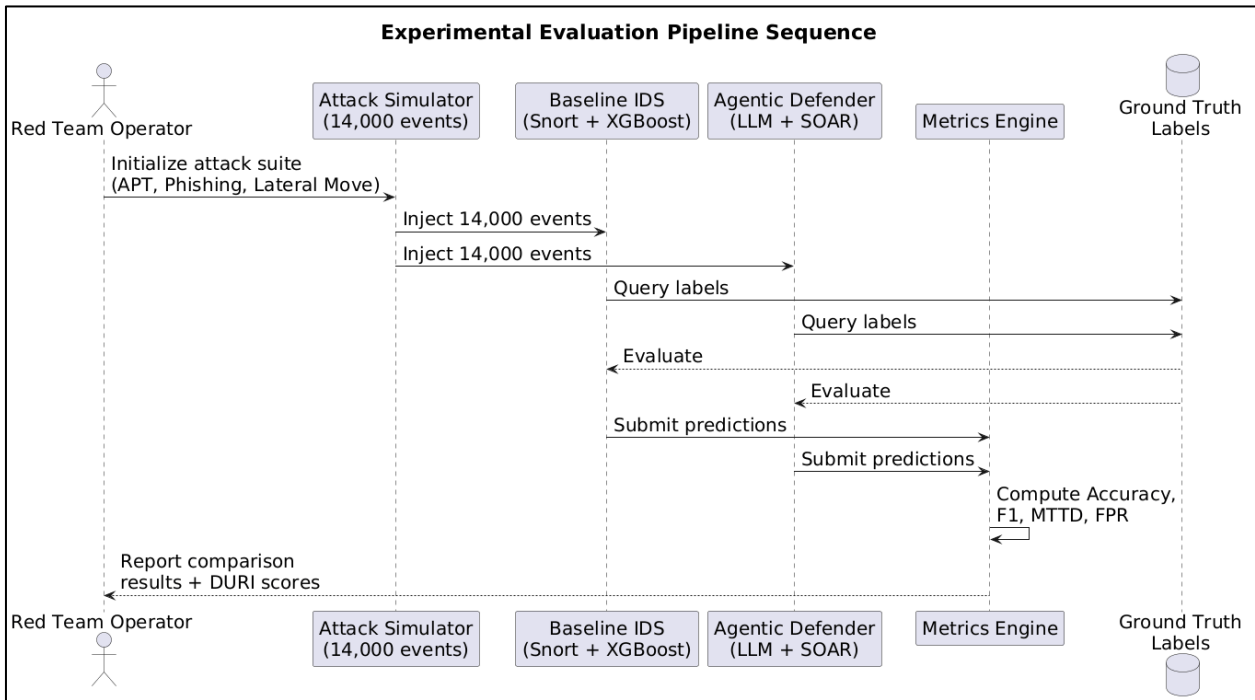 Experimental Evaluation Pipeline Sequence
Red Team Operator
Attack Simulator
(14,000 events)
Baseline IDS
(Snort + XGBoost)
Agentic Defender
(LLM + SOAR)
Metrics Engine
Ground Truth
Labels
Initialize attack suite
(APT, Phishing, Lateral Move)
Inject 14,000 events
Inject 14,000 events
Query labels
Query labels
Evaluate
Evaluate
Submit predictions
Submit predictions
Compute Accuracy,
F1, MTTD, FPR
Report comparison
results + DURI scores
Red Team Operator
Attack Simulator
(14,000 events)
Baseline IDS
(Snort + XGBoost)
Agentic Defender
(LLM + SOAR)
Metrics Engine
Ground Truth
Labels